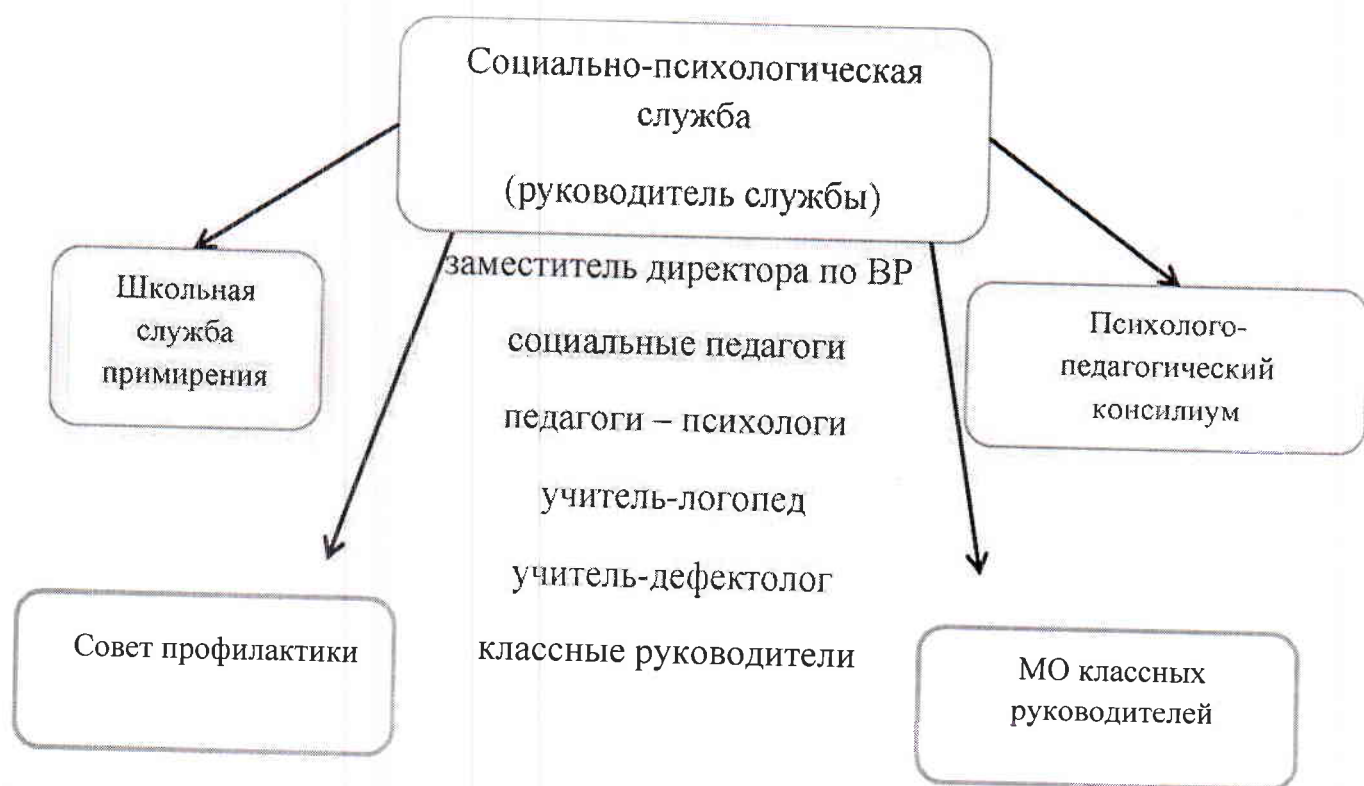 Социально-психологическая
служба
(руководитель службы)
заместитель директора по ВР
социальные педагоги
педагоги – психологи
учитель-логопед
учитель-дефектолог
классные руководители
Школьная
служба
примирения
Психолого-
педагогический
консилиум
Совет профилактики
МО классных
руководителей